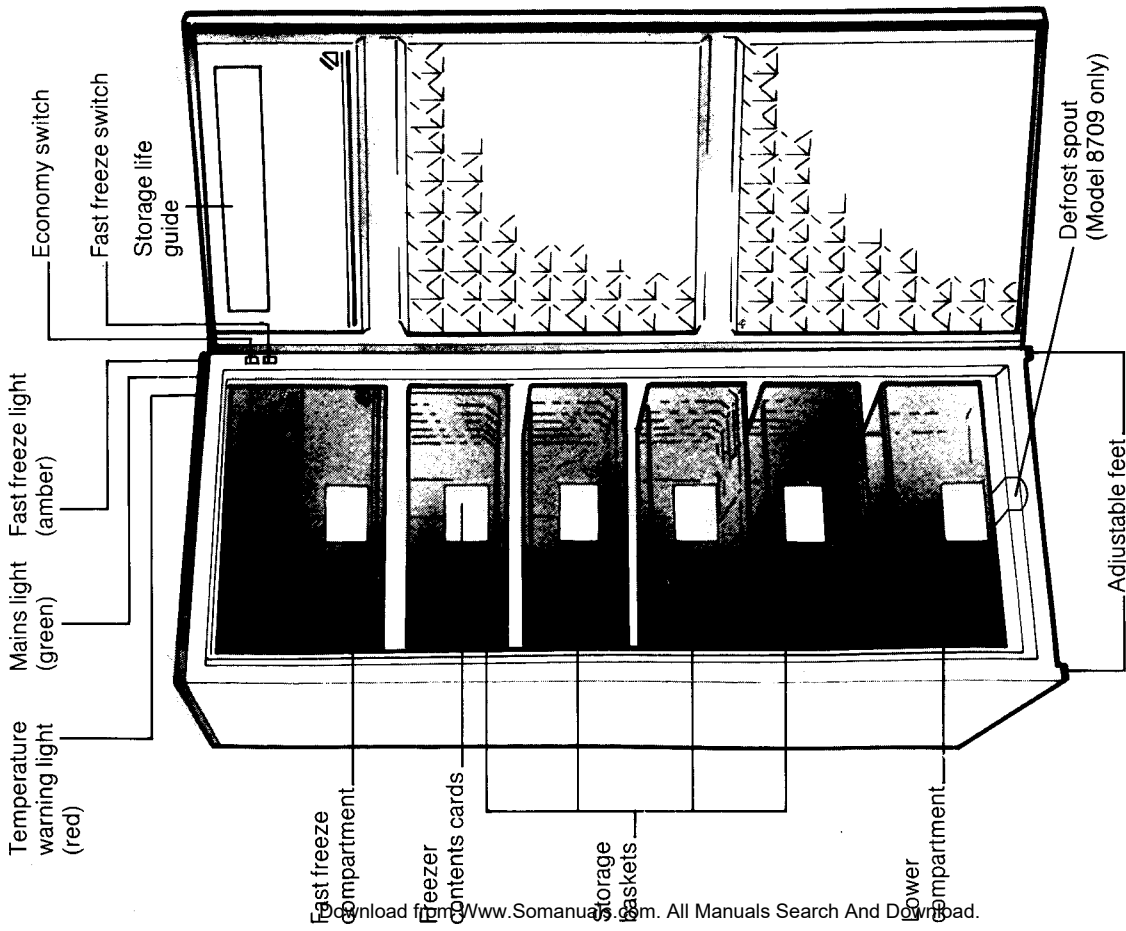 Temperature
warning light
(red)
Mains light
(green)
Fast freeze light
(amber)
Economy switch
Fast freeze switch
Storage life
guide
Fast freeze
compartment
Freezer
contents cards
Storage
baskets
Lower
compartment
Defrost spout
(Model 8709 only)
Adjustable feet
Download from Www.Somanuals.com. All Manuals Search And Download.